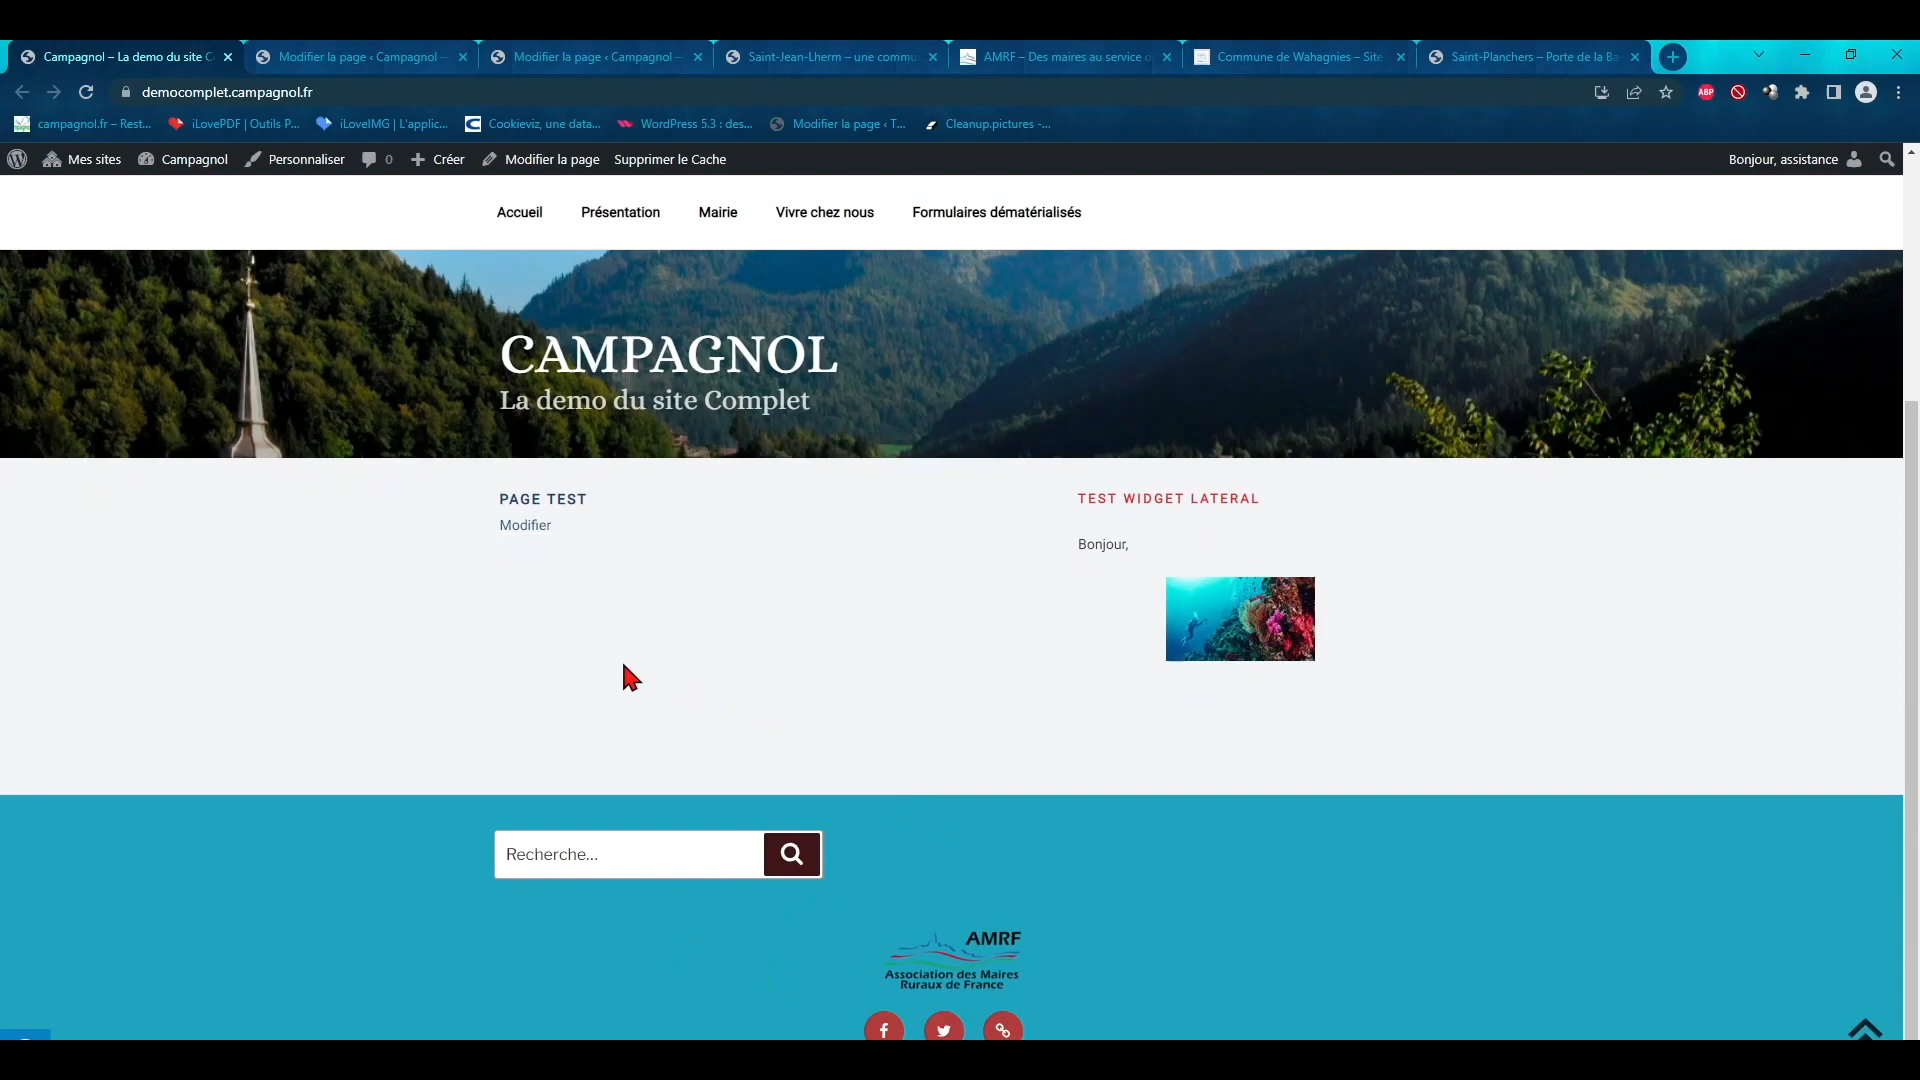 Campagnol – La demo du site C
Modifier la page ‹ Campagnol —
Modifier la page ‹ Campagnol —
Saint-Jean-Lherm – une commu
AMRF – Des maires au service d
Commune de Wahagnies – Site
Saint-Planchers – Porte de la Ba
democomplet.campagnol.fr
ABP
campagnol.fr – Rest...
iLovePDF | Outils P...
iLoveIMG | L'applic...
Cookieviz, une data...
WordPress 5.3 : des...
Modifier la page ‹ T...
Cleanup.pictures -...
Mes sites
Campagnol
Personnaliser
0
Créer
Modifier la page
Supprimer le Cache
Bonjour, assistance
Accueil
Présentation
Mairie
Vivre chez nous
Formulaires dématérialisés
CAMPAGNOL
La demo du site Complet
PAGE TEST
Modifier
TEST WIDGET LATERAL
Bonjour,
Recherche...
AMRF
Association des Maires
Ruraux de France